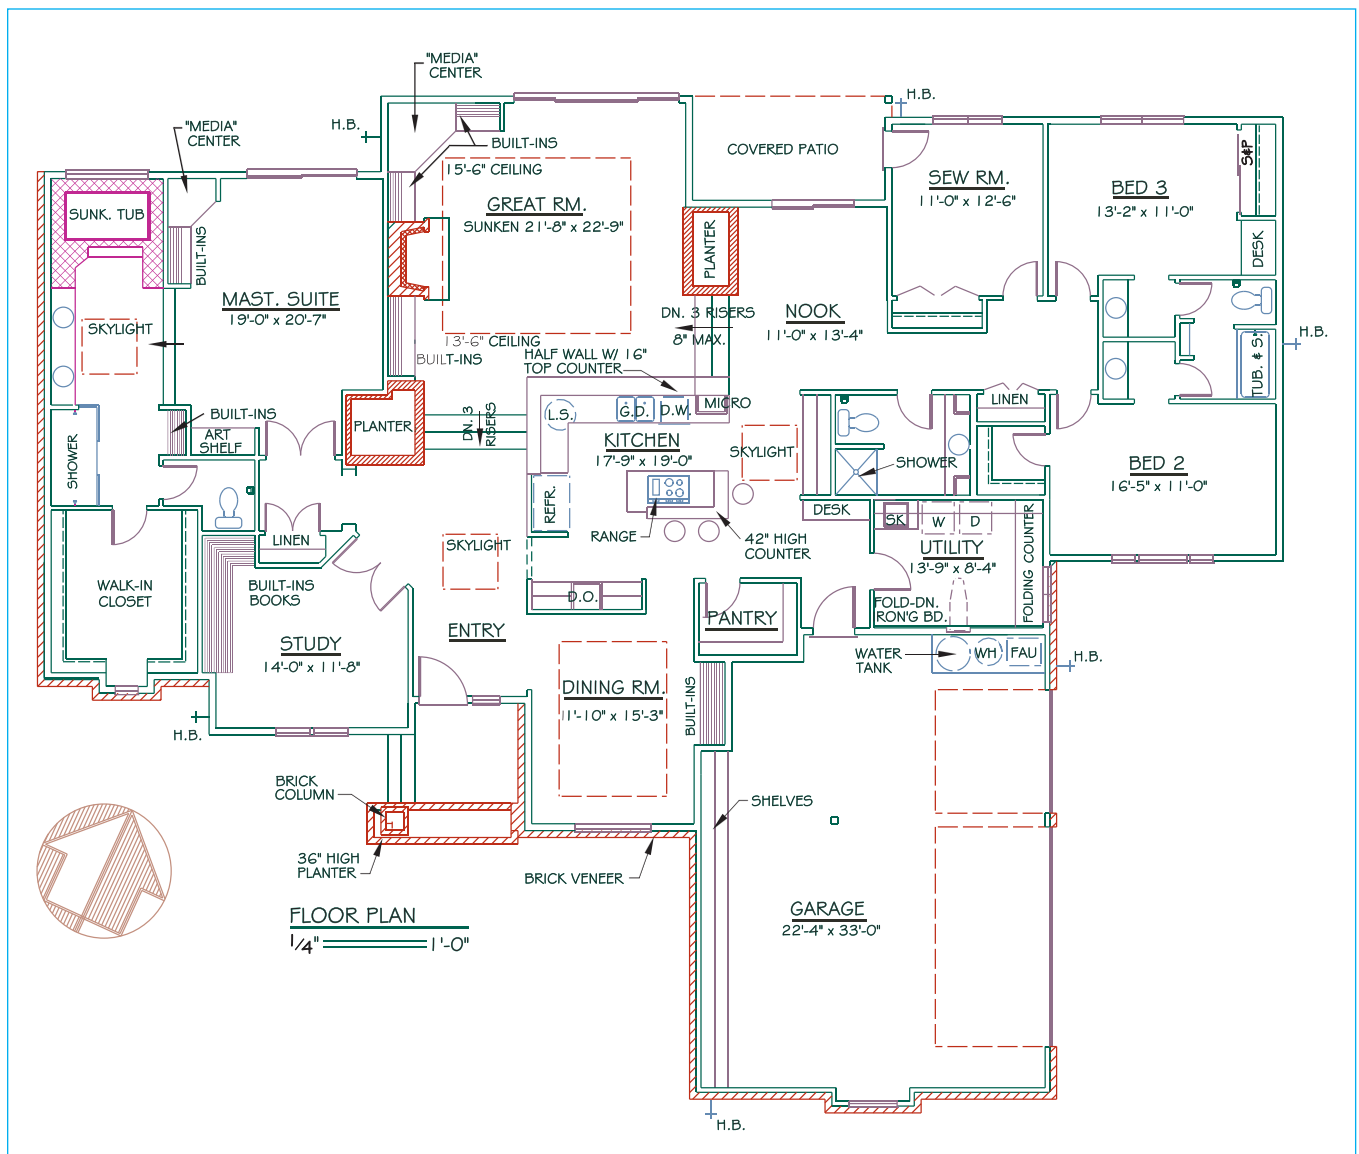 "MEDIA"
CENTER
H.B.
"MEDIA"
CENTER
H.B.
BUILT-INS
15'-6" CEILING
COVERED PATIO
S&P
SEW RM.
11'-0" x 12'-6"
BED 3
13'-2" x 11'-0"
SUNK. TUB
GREAT RM.
SUNKEN 21'-8" x 22'-9"
BUILT-INS
PLANTER
DESK
MAST. SUITE
19'-0" x 20'-7"
SKYLIGHT
DN. 3 RISERS
8" MAX.
NOOK
11'-0" x 13'-4"
H.B.
13'-6" CEILING
BUILT-INS
HALF WALL W/ 16"
TOP COUNTER
TUB. & S.
MICRO
LINEN
L.S.
G.D.
D.W.
BUILT-INS
ART
SHELF
PLANTER
DN. 3
RISERS
KITCHEN
17'-9" x 19'-0"
SKYLIGHT
SHOWER
SHOWER
BED 2
16'-5" x 11'-0"
REFR.
DESK
SK
W
D
RANGE
42" HIGH
COUNTER
LINEN
SKYLIGHT
UTILITY
13'-9" x 8'-4"
FOLDING COUNTER
WALK-IN
CLOSET
BUILT-INS
BOOKS
D.O.
PANTRY
FOLD-DN.
RON'G BD.
STUDY
14'-0" x 11'-8"
ENTRY
WATER
TANK
WH
FAU
H.B.
DINING RM.
11'-10" x 15'-3"
BUILT-INS
H.B.
BRICK
COLUMN
SHELVES
36" HIGH
PLANTER
BRICK VENEER
FLOOR PLAN
1/4" 1'-0"
GARAGE
22'-4" x 33'-0"
H.B.